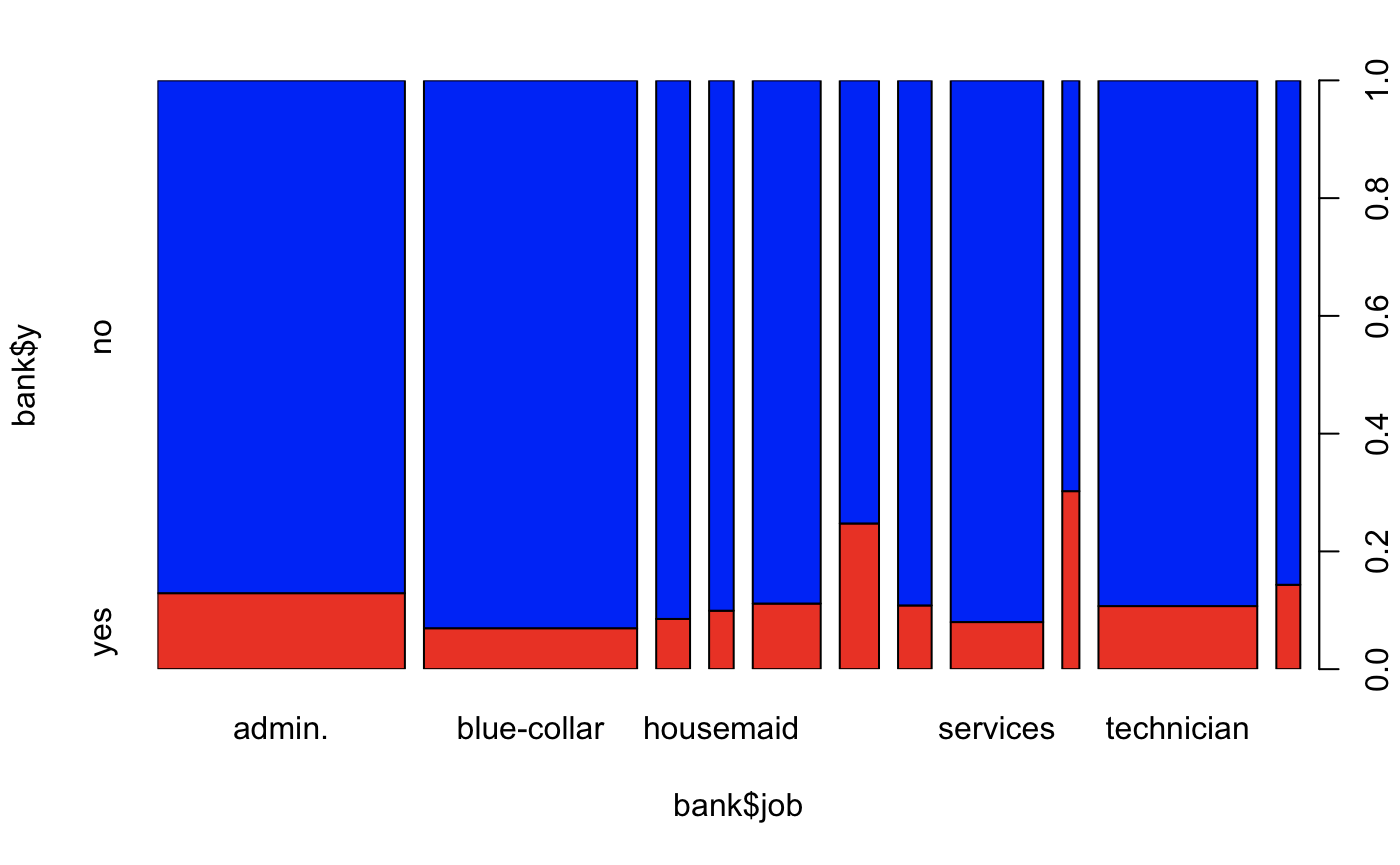 bank$y
no
yes
1.0
0.8
0.6
0.4
0.2
0.0
admin. blue-collar housemaid services technician
bank$job